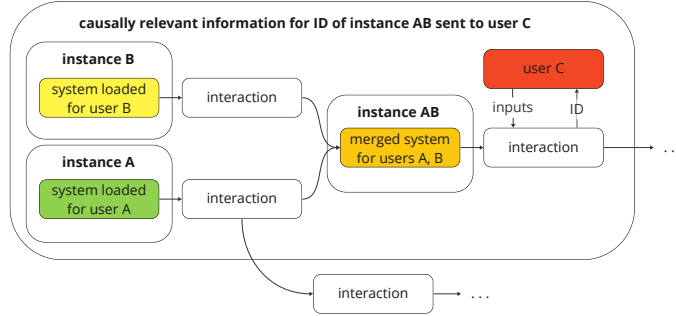 causally relevant information for ID of instance AB sent to user C
instance B
system loaded
for user B
interaction
instance A
system loaded
for user A
interaction
instance AB
merged system
for users A, B
user C
inputs
ID
interaction
. .
interaction
. . .